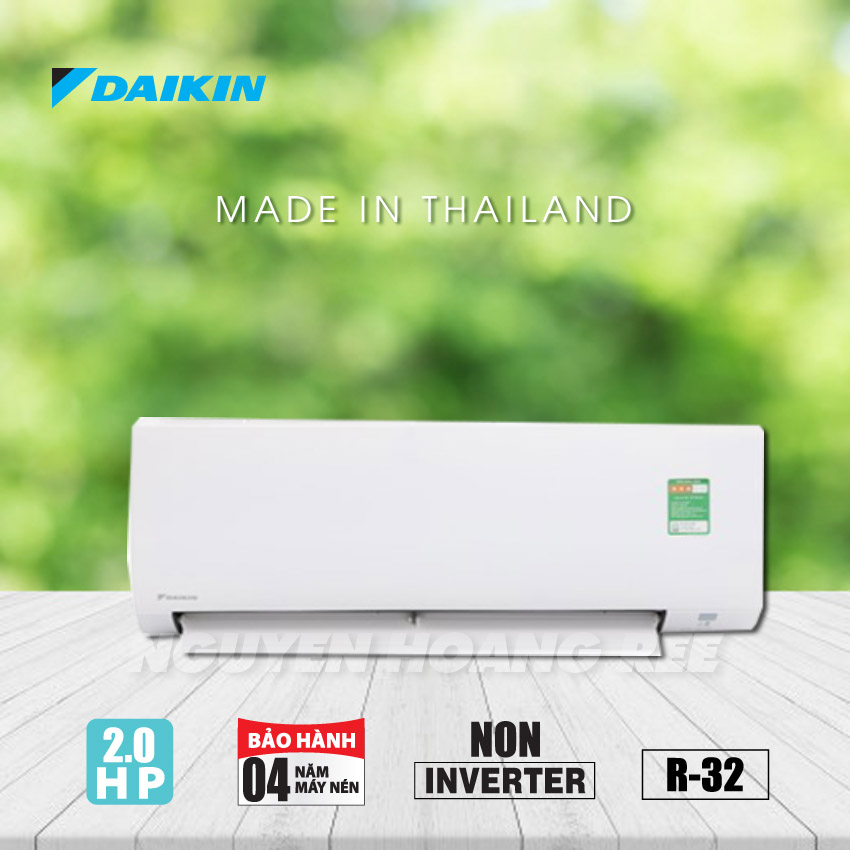 DAIKIN
MADE IN THAILAND
DAIKIN
NGUYEN HOANG REE
2.0
HP
BẢO HÀNH
04 NĂM
MÁY NÉN
NON
INVERTER
R-32